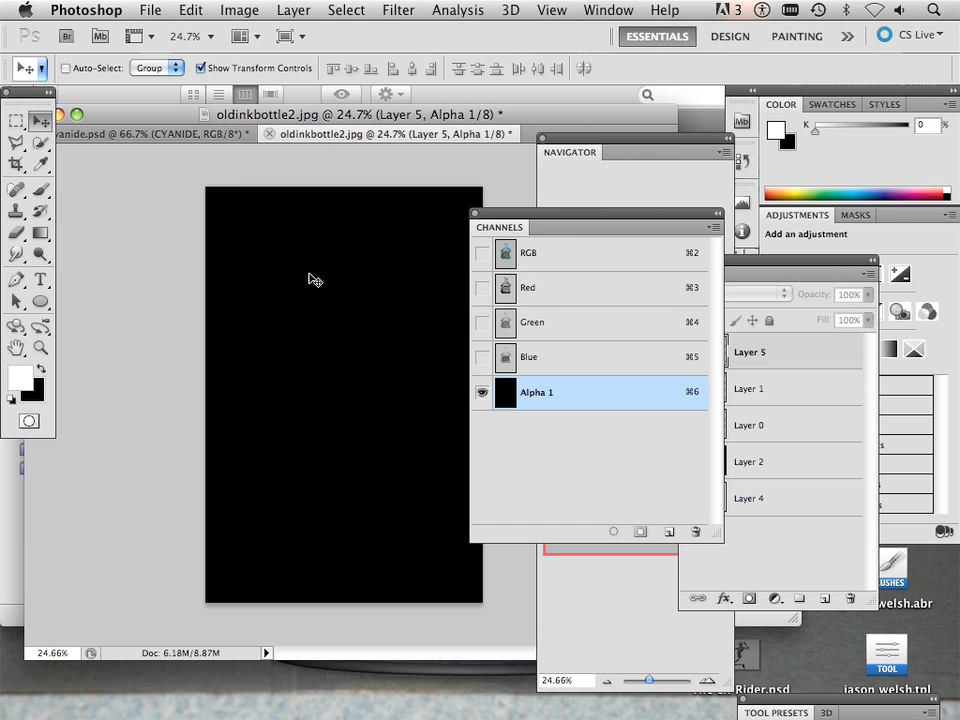 Photoshop File Edit Image Layer Select Filter Analysis 3D View Window Help 3
Ps Br Mb 24.7% ESSENTIALS DESIGN PAINTING CS Live
Auto-Select: Group Show Transform Controls
oldinkbottle2.jpg @ 24.7% (Layer 5, Alpha 1/8) *
yanide.psd @ 66.7% (CYANIDE, RGB/8*) *
oldinkbottle2.jpg @ 24.7% (Layer 5, Alpha 1/8) *
NAVIGATOR
Mb
COLOR SWATCHES STYLES
K 0 %
ADJUSTMENTS MASKS
Add an adjustment
CHANNELS
RGB ⌘2
Red ⌘3
Green ⌘4
Blue ⌘5
Alpha 1 ⌘6
Opacity: 100%
Fill: 100%
Layer 5
Layer 1
Layer 0
Layer 2
Layer 4
T
fx
24.66% Doc: 6.18M/8.87M
24.66%
USHES
welsh.abr
TOOL
Rider.psd
jason welsh.tpl
TOOL PRESETS 3D